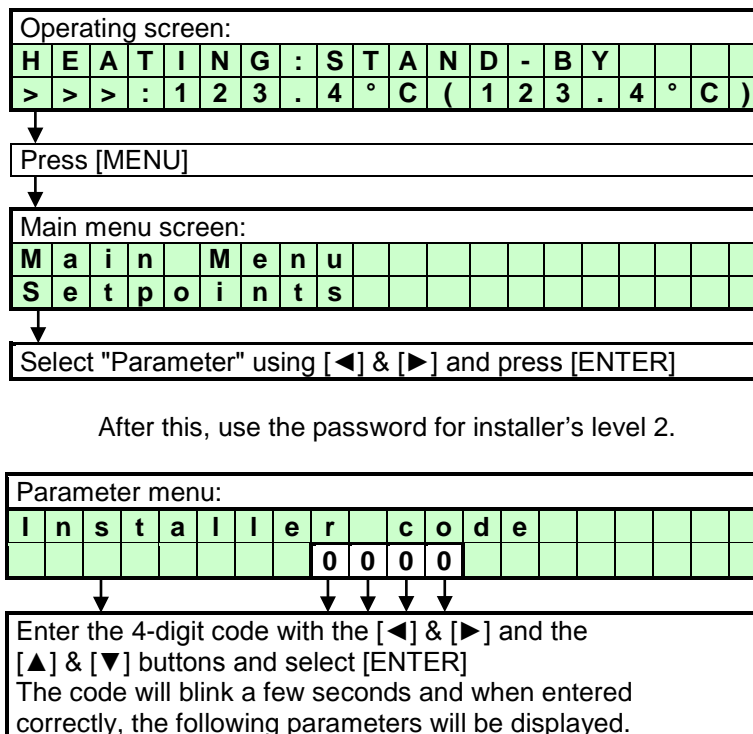 Operating screen:
HEATING:STAND-BY
>>>:123.4°C(123.4°C)
Press [MENU]
Main menu screen:
Main Menu
Setpoints
Select "Parameter" using [◄] & [►] and press [ENTER]
After this, use the password for installer’s level 2.
Parameter menu:
Installer code
0000
Enter the 4-digit code with the [◄] & [►] and the
[▲] & [▼] buttons and select [ENTER]
The code will blink a few seconds and when entered
correctly, the following parameters will be displayed.